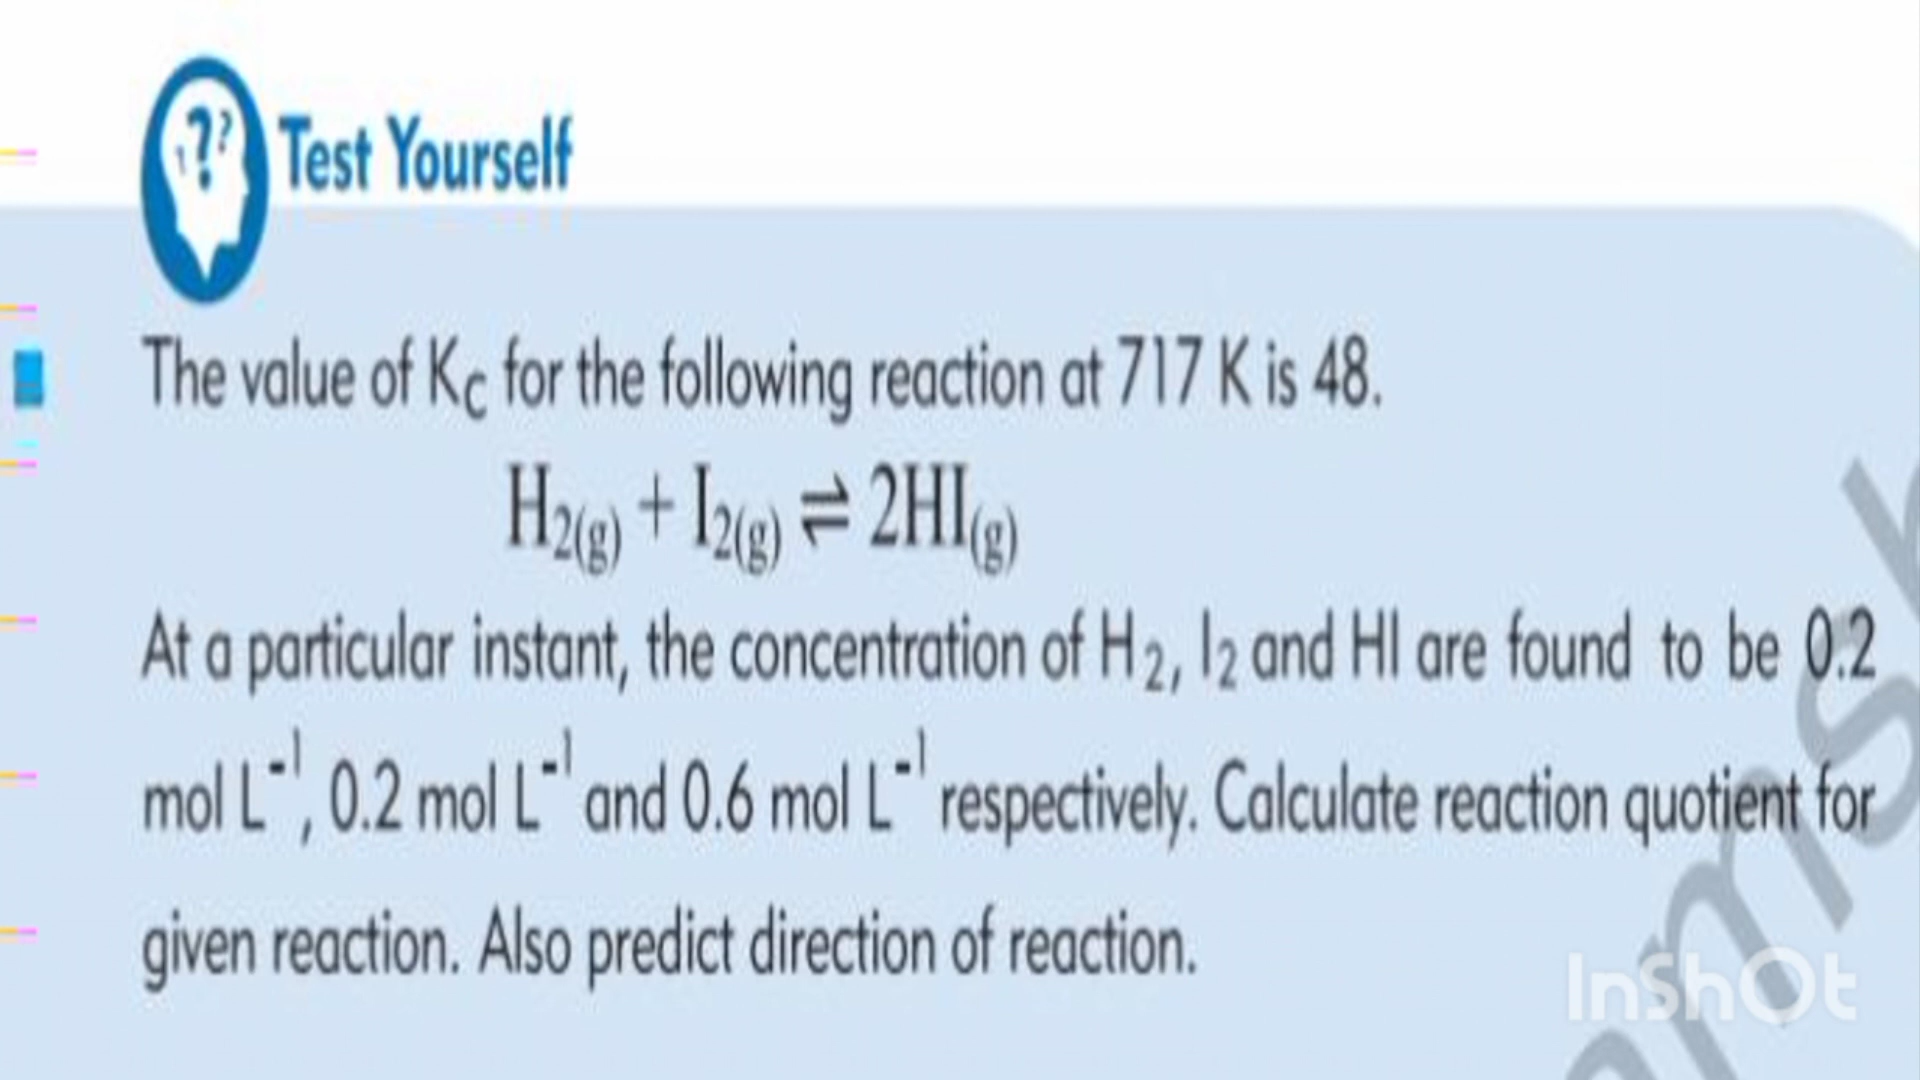 ??
Test Yourself
The value of K_C for the following reaction at 717 K is 48.
H₂(g) + I₂(g) ⇌ 2HI(g)
At a particular instant, the concentration of H₂, I₂ and HI are found to be 0.2
mol L⁻¹, 0.2 mol L⁻¹ and 0.6 mol L⁻¹ respectively. Calculate reaction quotient for
given reaction. Also predict direction of reaction.
InShOt